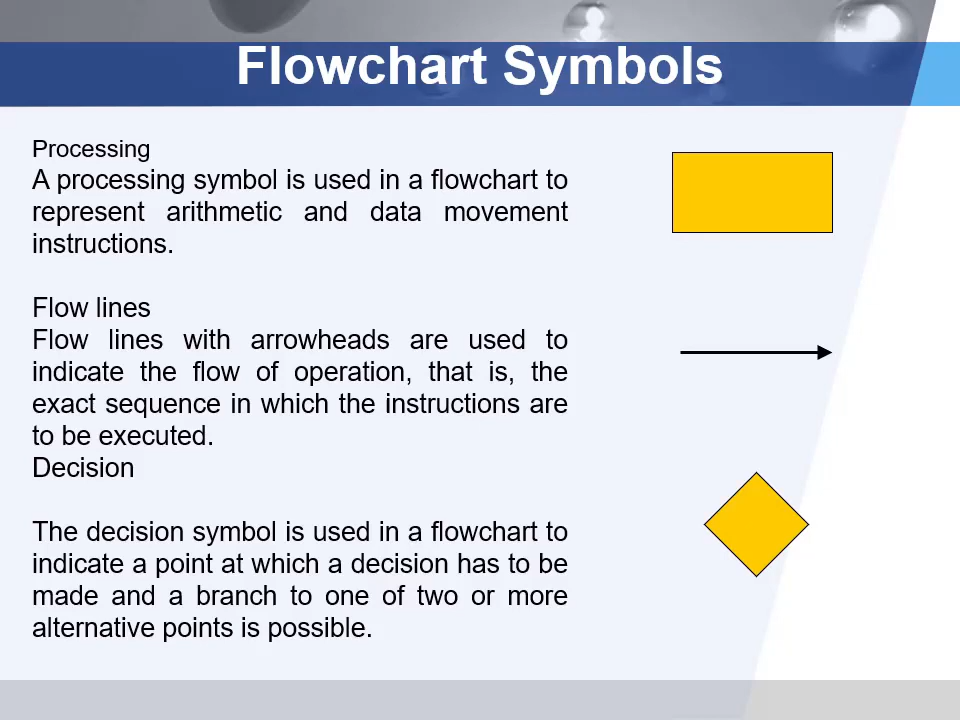 Flowchart Symbols
Processing
A processing symbol is used in a flowchart to
represent arithmetic and data movement
instructions.
Flow lines
Flow lines with arrowheads are used to
indicate the flow of operation, that is, the
exact sequence in which the instructions are
to be executed.
Decision
The decision symbol is used in a flowchart to
indicate a point at which a decision has to be
made and a branch to one of two or more
alternative points is possible.